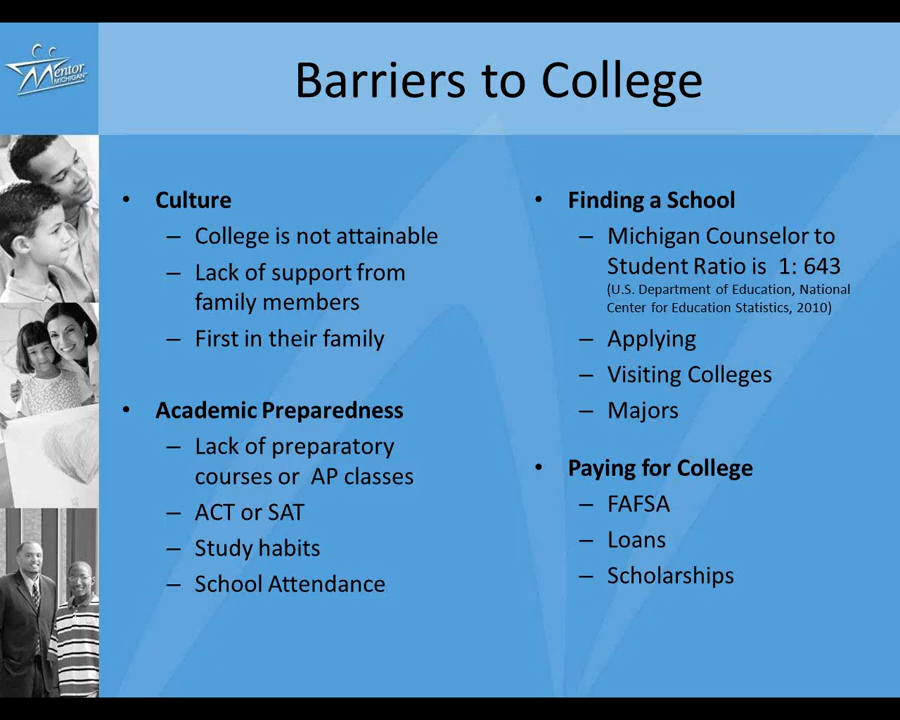 Mentor
MICHIGAN
Barriers to College
• Culture
– College is not attainable
– Lack of support from
family members
– First in their family
• Academic Preparedness
– Lack of preparatory
courses or AP classes
– ACT or SAT
– Study habits
– School Attendance
• Finding a School
– Michigan Counselor to
Student Ratio is 1: 643
(U.S. Department of Education, National
Center for Education Statistics, 2010)
– Applying
– Visiting Colleges
– Majors
• Paying for College
– FAFSA
– Loans
– Scholarships